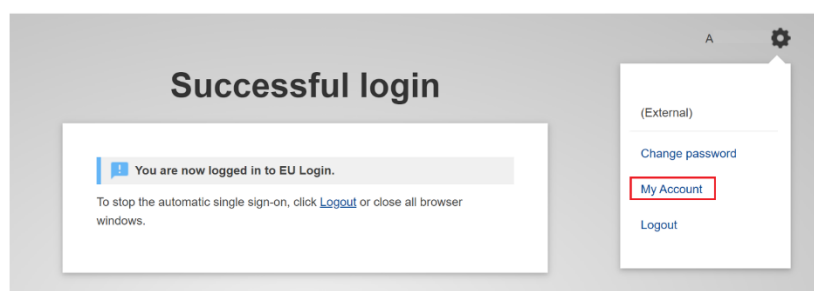 A
Successful login
(External)
You are now logged in to EU Login.
To stop the automatic single sign-on, click Logout or close all browser
windows.
Change password
My Account
Logout